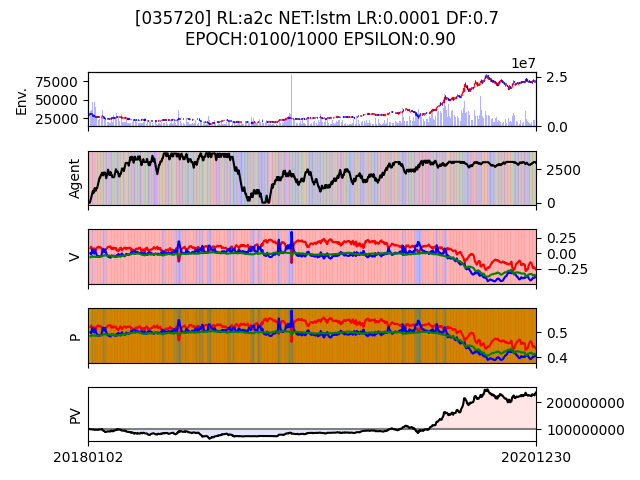 [035720] RL:a2c NET:lstm LR:0.0001 DF:0.7
EPOCH:0100/1000 EPSILON:0.90
1e7
Env.
75000
50000
25000
2.5
0.0
Agent
2500
0
V
0.25
0.00
−0.25
P
0.5
0.4
PV
200000000
100000000
20180102
20201230